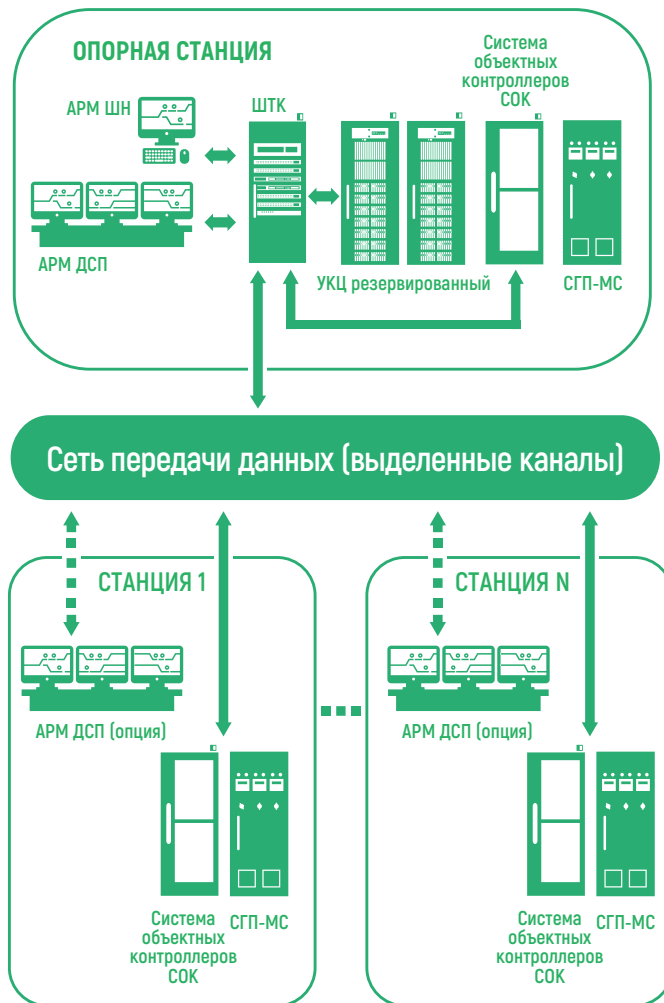 ОПОРНАЯ СТАНЦИЯ
Система
объектных
контроллеров
СОК
АРМ ШН
ШТК
АРМ ДСП
УКЦ резервированный
СГП-МС
Сеть передачи данных (выделенные каналы)
СТАНЦИЯ 1
АРМ ДСП (опция)
Система
объектных
контроллеров
СОК
СГП-МС
СТАНЦИЯ N
АРМ ДСП (опция)
Система
объектных
контроллеров
СОК
СГП-МС